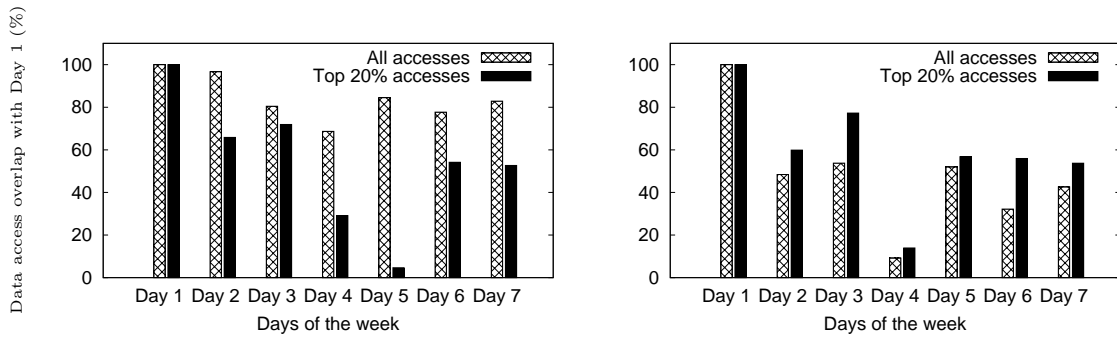 Data access overlap with Day 1 (%)
100
80
60
40
20
0
All accesses
Top 20% accesses
Day 1 Day 2 Day 3 Day 4 Day 5 Day 6 Day 7
Days of the week
100
80
60
40
20
0
All accesses
Top 20% accesses
Day 1 Day 2 Day 3 Day 4 Day 5 Day 6 Day 7
Days of the week